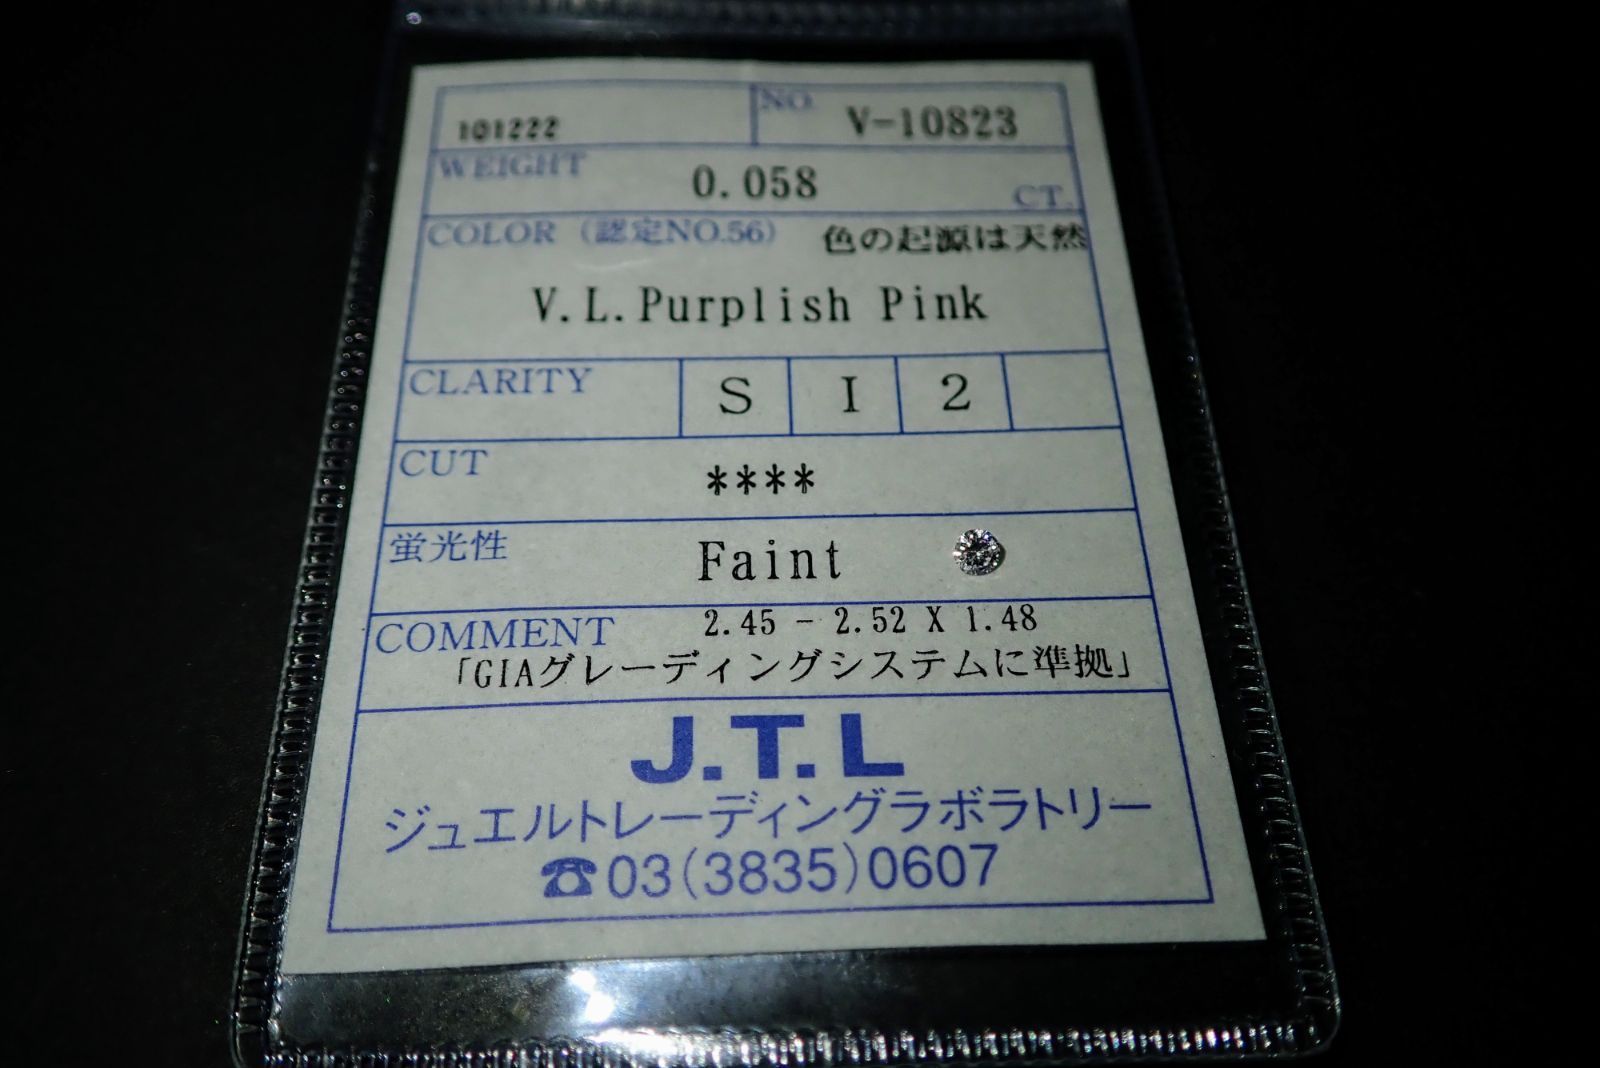 101222
NO. V-10823
WEIGHT 0.058 CT.
COLOR (認定NO.56) 色の起源は天然
V.L.Purplish Pink
CLARITY S I 2
CUT ****
蛍光性 Faint
COMMENT 2.45 - 2.52 X 1.48
「GIAグレーディングシステムに準拠」
J.T.L
ジュエルトレーディングラボラトリー
☎03(3835)0607